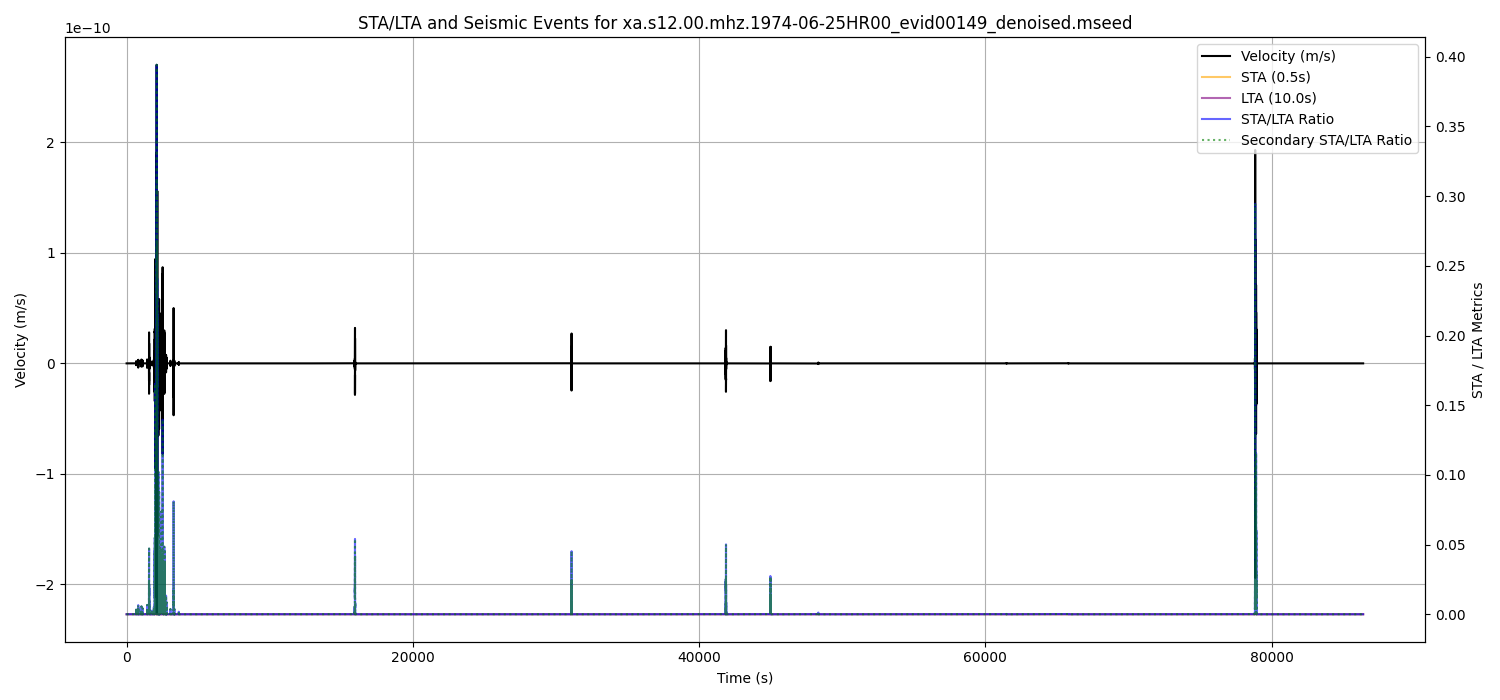 STA/LTA and Seismic Events for xa.s12.00.mhz.1974-06-25HR00_evid00149_denoised.mseed
1e−10
Velocity (m/s)
STA (0.5s)
LTA (10.0s)
STA/LTA Ratio
Secondary STA/LTA Ratio
2
1
0
−1
−2
Velocity (m/s)
0.40
0.35
0.30
0.25
0.20
0.15
0.10
0.05
0.00
STA / LTA Metrics
0
20000
40000
60000
80000
Time (s)